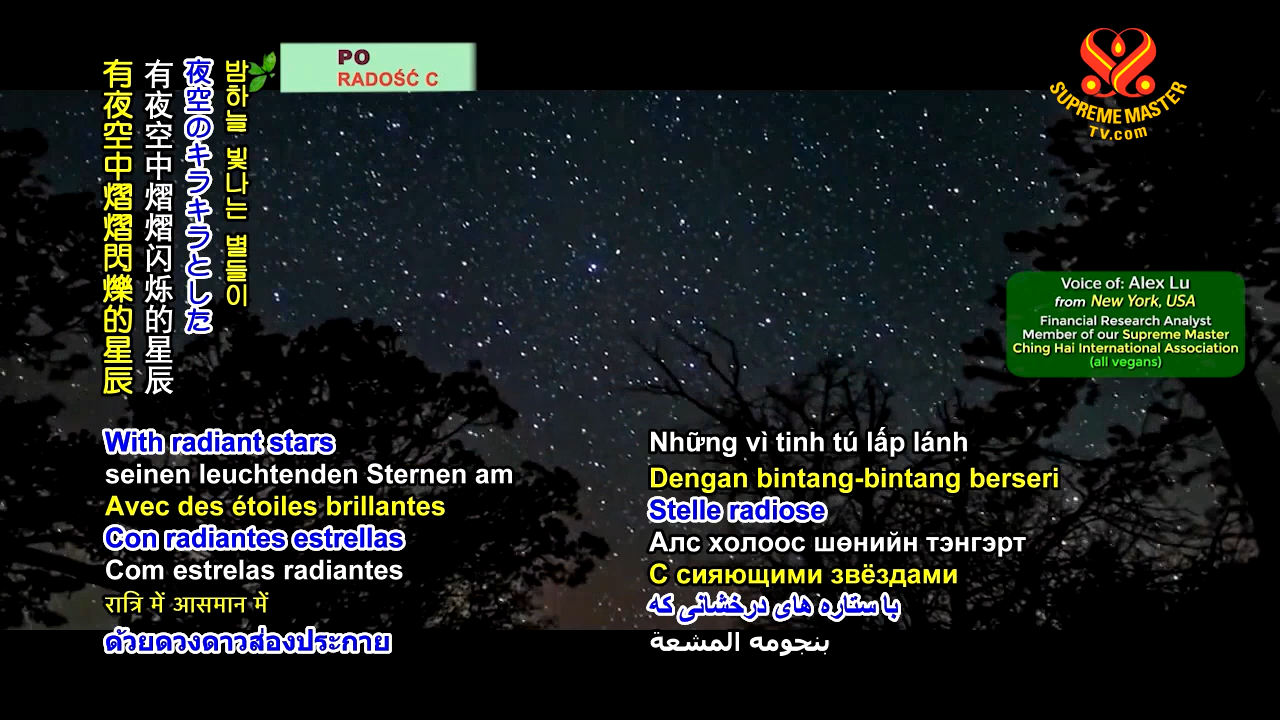 PO
RADOŚĆ C
SUPREME MASTER
TV.com
밤하늘 빛나는 별들이
夜空のキラキラとした
有夜空中熠熠闪烁的星辰
有夜空中熠熠閃爍的星辰
Voice of: Alex Lu
from New York, USA
Financial Research Analyst
Member of our Supreme Master
Ching Hai International Association
(all vegans)
With radiant stars
seinen leuchtenden Sternen am
Avec des étoiles brillantes
Con radiantes estrellas
Com estrelas radiantes
रात्रि में आसमान में
ด้วยดวงดาวส่องประกาย
Những vì tinh tú lấp lánh
Dengan bintang-bintang berseri
Stelle radiose
Алс холоос шөнийн тэнгэрт
С сияющими звёздами
با ستاره های درخشانی که
بنجومه المشعة